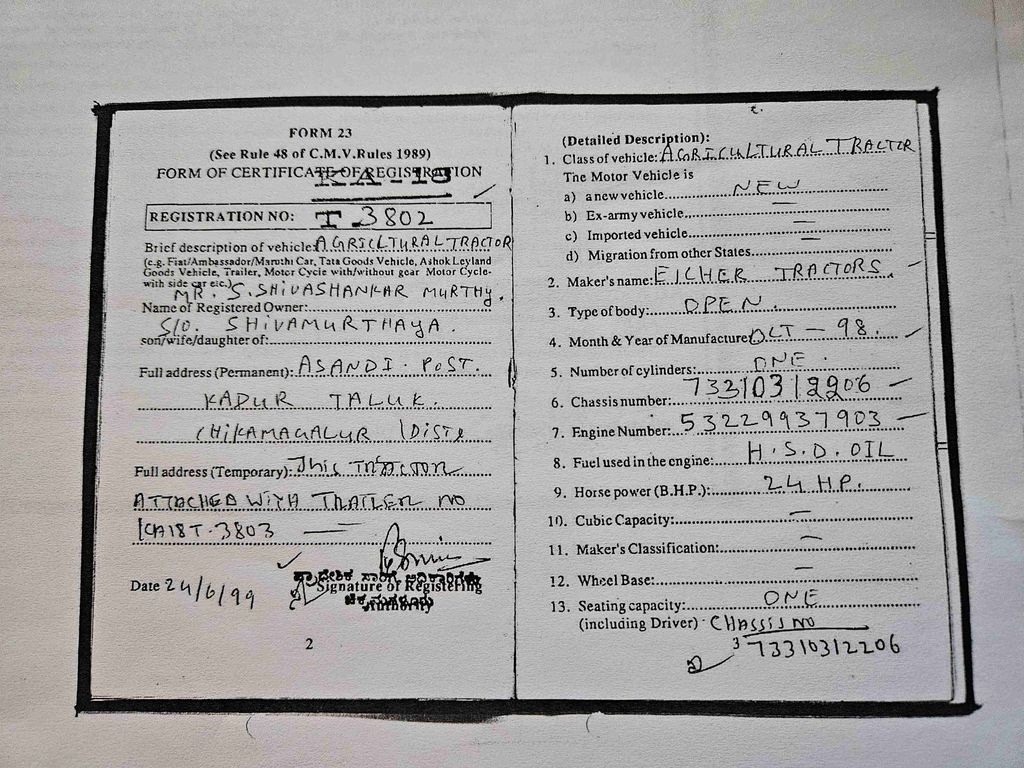 FORM 23
(See Rule 48 of C.M.V.Rules 1989)
FORM OF CERTIFICATE OF REGISTRATION
KA-18
REGISTRATION NO: T 3802
Brief description of vehicle: AGRICLTURAL TRACTOR
(e.g. Fiat/Ambassador/Maruthi Car, Tata Goods Vehicle, Ashok Leyland
Goods Vehicle, Trailer, Motor Cycle with/without gear Motor Cycle-
with side car etc.)
MR. S. SHIVASHANKAR MURTHY.
Name of Registered Owner:
S/O. SHIVAMURTHAYA.
son/wife/daughter of:
Full address (Permanent): ASANDI. POST.
KADUR TALUK.
CHIKAMAGALUR
Full address (Temporary): This TRACTOR
ATTACHED WITH TRAILER NO
KA18T-3803
Date 24/6/99
Signature of Registering
Authority
2
(Detailed Description):
1. Class of vehicle: AGRICULTURAL TRACTOR
The Motor Vehicle is
a) a new vehicle NEW
b) Ex-army vehicle —
c) Imported vehicle —
d) Migration from other States —
2. Maker's name: EICHER TRACTORS.
3. Type of body: OPEN.
4. Month & Year of Manufacture OCT - 98.
5. Number of cylinders: ONE.
6. Chassis number: 73310312206
7. Engine Number: 53229937903
8. Fuel used in the engine: H.S.D. OIL
9. Horse power (B.H.P.): 24 HP.
10. Cubic Capacity: —
11. Maker's Classification: —
12. Wheel Base: —
13. Seating capacity: ONE
(including Driver) CHASSIS NO
73310312206